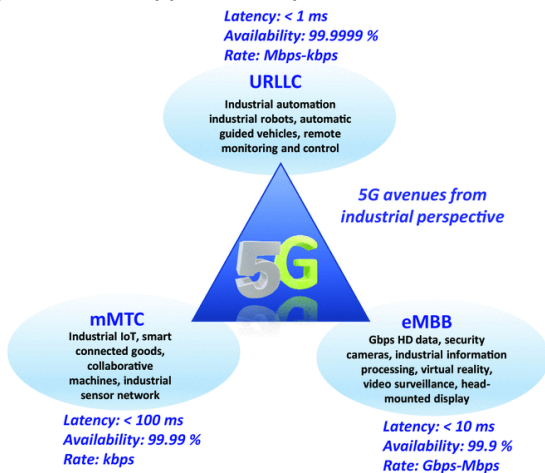 Latency: < 1 ms
Availability: 99.9999 %
Rate: Mbps-kbps
URLLC
Industrial automation
industrial robots, automatic
guided vehicles, remote
monitoring and control
5G avenues from
industrial perspective
5G
mMTC
Industrial IoT, smart
connected goods,
collaborative
machines, industrial
sensor network
Latency: < 100 ms
Availability: 99.99 %
Rate: kbps
eMBB
Gbps HD data, security
cameras, industrial information
processing, virtual reality,
video surveillance, head-
mounted display
Latency: < 10 ms
Availability: 99.9 %
Rate: Gbps-Mbps